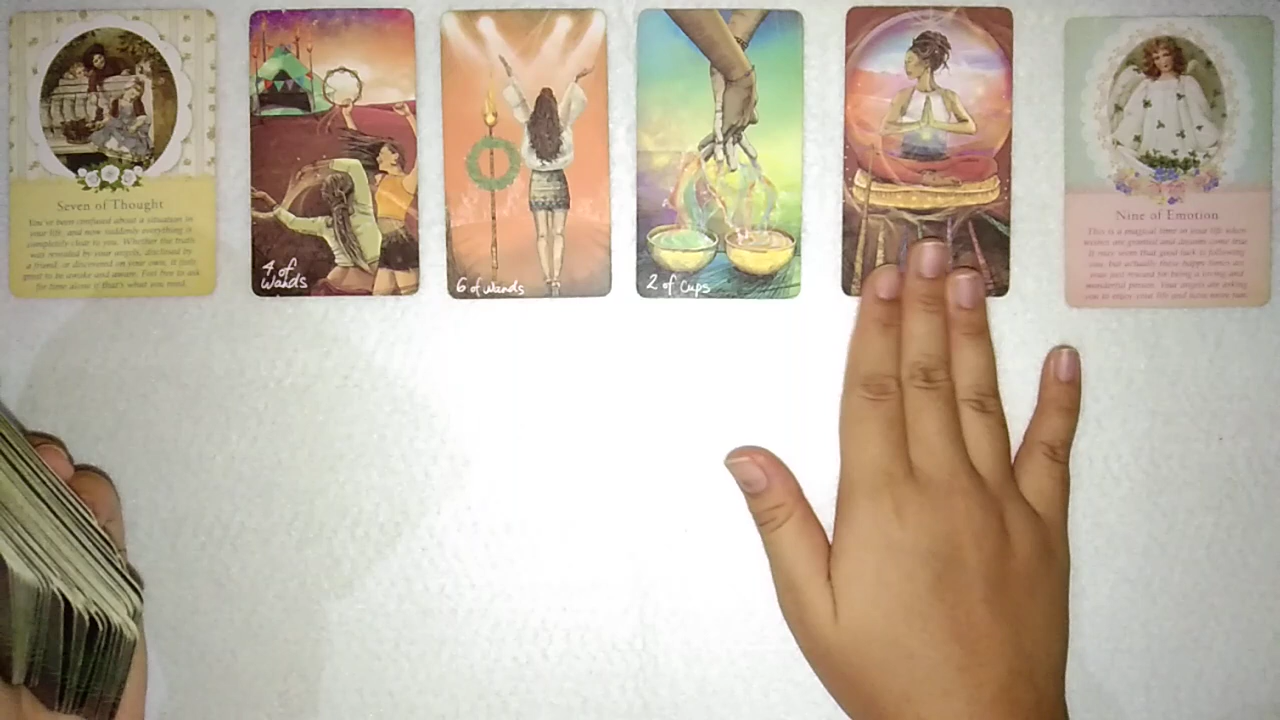 Seven of Thought
You've been confused about a situation in
your life, and now suddenly everything is
completely clear to you. Whether the truth
was revealed by your angels, disclosed by
a friend, or discovered on your own, it feels
great to be awake and aware. Feel free to ask
for time alone if that's what you need.
4 of
Wands
6 of Wands
2 of Cups
Nine of Emotion
This is a magical time in your life when
wishes are granted and dreams come true.
It may seem that good luck is following
you, but actually these happy times are
your just reward for being a loving and
wonderful person. Your angels are asking
you to enjoy your life and have more fun.